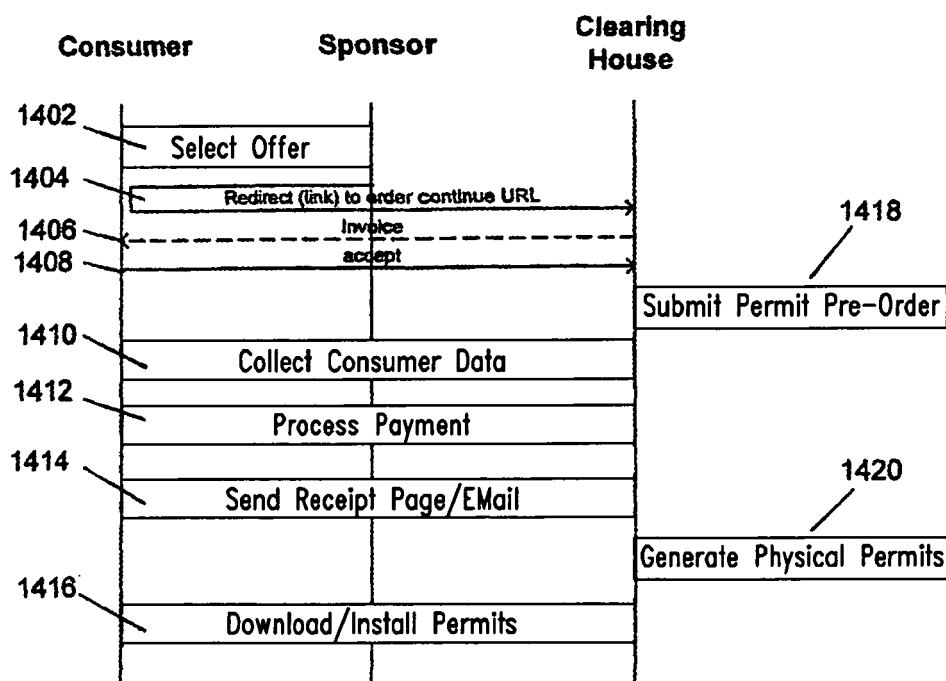 Consumer
Sponsor
Clearing
House
1402
Select Offer
1404
Redirect (link) to order continue URL
1406
Invoice
1408
accept
1418
Submit Permit Pre-Order
1410
Collect Consumer Data
1412
Process Payment
1414
Send Receipt Page/EMail
1420
Generate Physical Permits
1416
Download/Install Permits